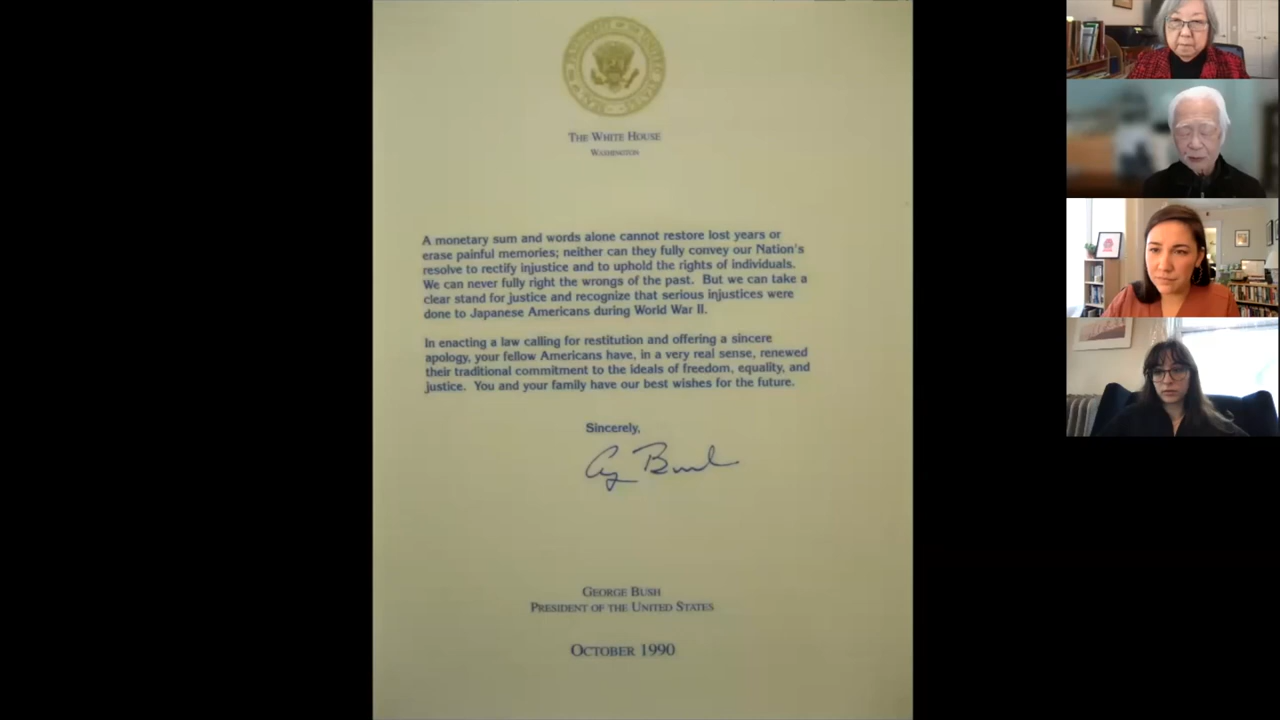 THE WHITE HOUSE
WASHINGTON
A monetary sum and words alone cannot restore lost years or
erase painful memories; neither can they fully convey our Nation's
resolve to rectify injustice and to uphold the rights of individuals.
We can never fully right the wrongs of the past. But we can take a
clear stand for justice and recognize that serious injustices were
done to Japanese Americans during World War II.
In enacting a law calling for restitution and offering a sincere
apology, your fellow Americans have, in a very real sense, renewed
their traditional commitment to the ideals of freedom, equality, and
justice. You and your family have our best wishes for the future.
Sincerely,
GEORGE BUSH
PRESIDENT OF THE UNITED STATES
OCTOBER 1990